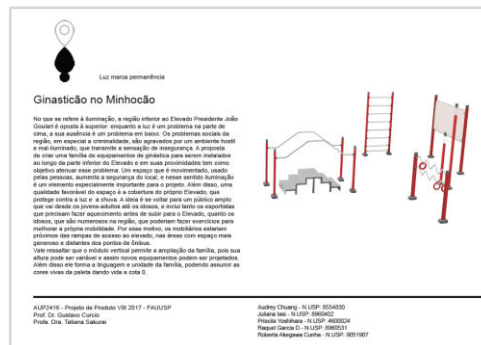 Luz marca permanência
Ginasticão no Minhocão
No que se refere à iluminação, a região inferior ao Elevado Presidente João
Goulart é oposta à superior: enquanto a luz é um problema na parte de
cima, a sua ausência é um problema em baixo. Os problemas sociais da
região, em especial a criminalidade, são agravados por um ambiente hostil
e mal-iluminado, que transmite a sensação de insegurança. A proposta
de criar uma família de equipamentos de ginástica para serem instalados
ao longo da parte inferior do Elevado e em suas proximidades tem como
objetivo atenuar esse problema. Um espaço que é movimentado, usado
pelas pessoas, aumenta a segurança do local, e nesse sentido iluminação
é um elemento especialmente importante para o projeto. Além disso, uma
qualidade favorável do espaço é a cobertura do próprio Elevado, que
protege contra a luz e a chuva. A ideia é se voltar para um público amplo
que vai desde os jovens-adultos até os idosos, e inclui tanto os esportistas
que precisam fazer aquecimento antes de subir para o Elevado, quanto os
idosos, que são numerosos na região, que poderiam fazer exercícios para
melhorar a própria mobilidade. Por esse motivo, os mobiliários estariam
próximos das rampas de acesso ao elevado, nas áreas com espaço mais
generoso e distantes dos pontos de ônibus.
Vale ressaltar que o módulo vertical permite a ampliação da família, pois sua
altura pode ser variável e assim novos equipamentos podem ser projetados.
Além disso ele forma a linguagem e unidade da família, podendo assumir as
cores vivas da paleta dando vida a cota 0.
AUP2416 - Projeto de Produto VIII 2017 - FAUUSP
Prof. Dr. Gustavo Curcio
Profa. Dra. Tatiana Sakurai
Audrey Chuang - N.USP: 6554830
Juliana Iasi - N.USP: 8960402
Priscila Yoshihara - N.USP: 4600024
Raquel Garcia D - N.USP: 8960531
Roberta Akegawa Cunha - N.USP: 9051907